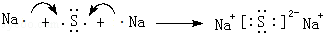 Na· + ·S̤̈· + ·Na ⟶ Na⁺ [:S̤̈:]²⁻ Na⁺